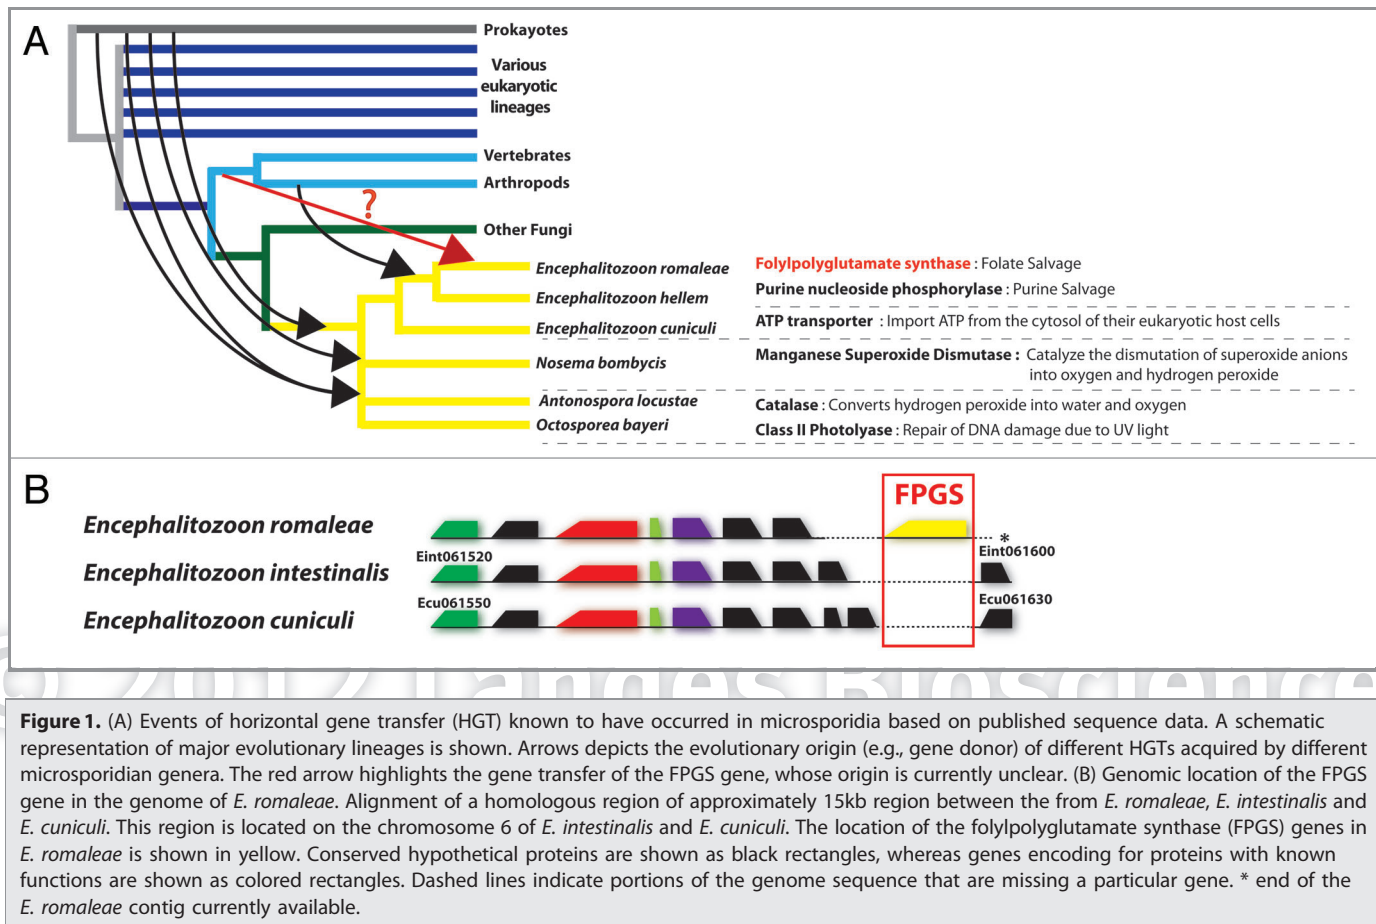 A
Prokayotes
Various
eukaryotic
lineages
Vertebrates
Arthropods
?
Other Fungi
Encephalitozoon romaleae
Encephalitozoon hellem
Encephalitozoon cuniculi
Nosema bombycis
Antonospora locustae
Octosporea bayeri
Folylpolyglutamate synthase : Folate Salvage
Purine nucleoside phosphorylase : Purine Salvage
ATP transporter : Import ATP from the cytosol of their eukaryotic host cells
Manganese Superoxide Dismutase : Catalyze the dismutation of superoxide anions
into oxygen and hydrogen peroxide
Catalase : Converts hydrogen peroxide into water and oxygen
Class II Photolyase : Repair of DNA damage due to UV light
B
FPGS
Encephalitozoon romaleae
*
Eint061520
Eint061600
Encephalitozoon intestinalis
Ecu061550
Ecu061630
Encephalitozoon cuniculi
© 2012 Landes Bioscience
Figure 1. (A) Events of horizontal gene transfer (HGT) known to have occurred in microsporidia based on published sequence data. A schematic
representation of major evolutionary lineages is shown. Arrows depicts the evolutionary origin (e.g., gene donor) of different HGTs acquired by different
microsporidian genera. The red arrow highlights the gene transfer of the FPGS gene, whose origin is currently unclear. (B) Genomic location of the FPGS
gene in the genome of E. romaleae. Alignment of a homologous region of approximately 15kb region between the from E. romaleae, E. intestinalis and
E. cuniculi. This region is located on the chromosome 6 of E. intestinalis and E. cuniculi. The location of the folylpolyglutamate synthase (FPGS) genes in
E. romaleae is shown in yellow. Conserved hypothetical proteins are shown as black rectangles, whereas genes encoding for proteins with known
functions are shown as colored rectangles. Dashed lines indicate portions of the genome sequence that are missing a particular gene. * end of the
E. romaleae contig currently available.